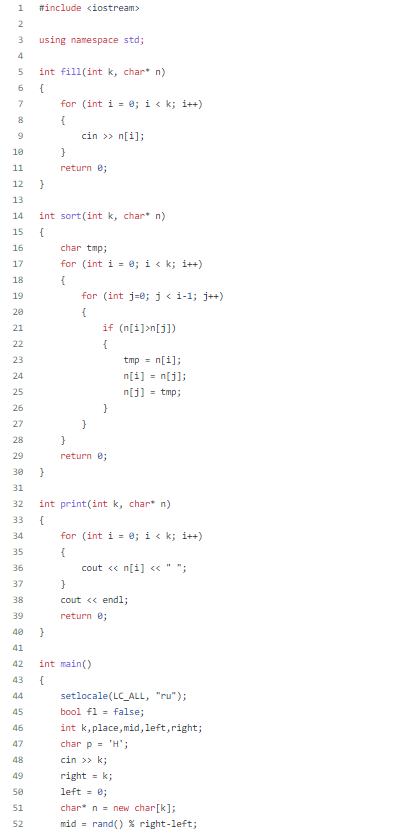 1 #include <iostream>
2
3 using namespace std;
4
5 int fill(int k, char* n)
6 {
7 for (int i = 0; i < k; i++)
8 {
9 cin >> n[i];
10 }
11 return 0;
12 }
13
14 int sort(int k, char* n)
15 {
16 char tmp;
17 for (int i = 0; i < k; i++)
18 {
19 for (int j=0; j < i-1; j++)
20 {
21 if (n[i]>n[j])
22 {
23 tmp = n[i];
24 n[i] = n[j];
25 n[j] = tmp;
26 }
27 }
28 }
29 return 0;
30 }
31
32 int print(int k, char* n)
33 {
34 for (int i = 0; i < k; i++)
35 {
36 cout << n[i] << " ";
37 }
38 cout << endl;
39 return 0;
40 }
41
42 int main()
43 {
44 setlocale(LC_ALL, "ru");
45 bool fl = false;
46 int k,place,mid,left,right;
47 char p = 'H';
48 cin >> k;
49 right = k;
50 left = 0;
51 char* n = new char[k];
52 mid = rand() % right-left;